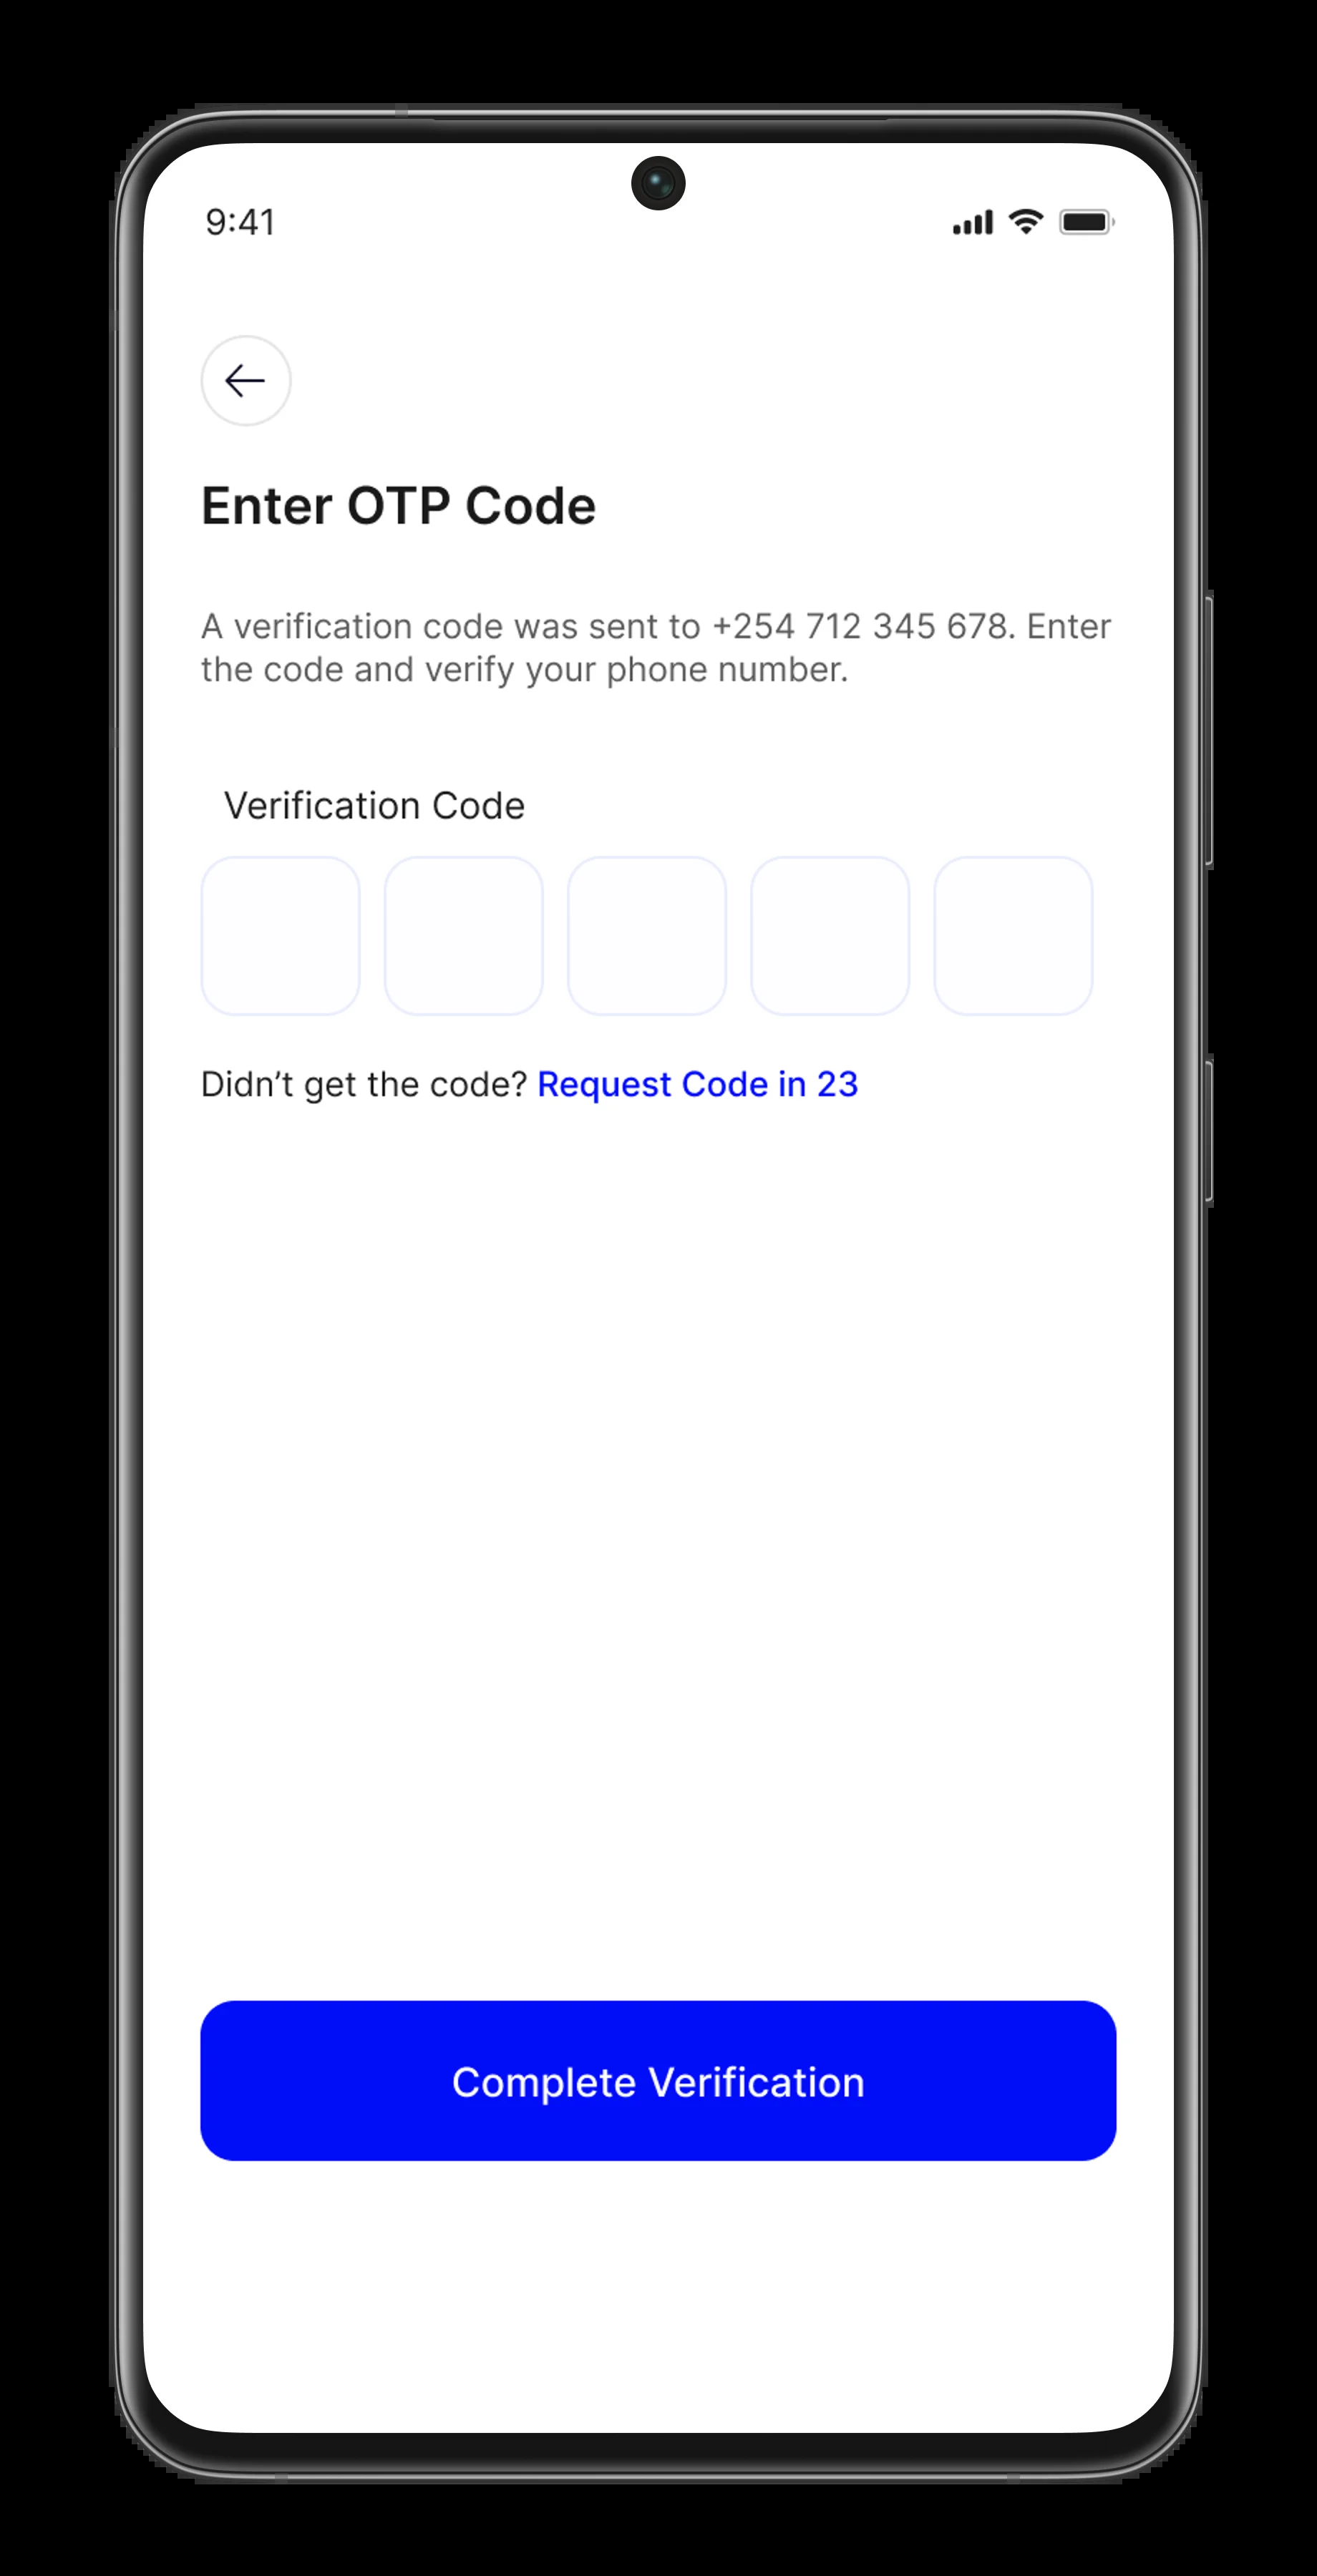 9:41
Enter OTP Code
A verification code was sent to +254 712 345 678. Enter
the code and verify your phone number.
Verification Code
Didn’t get the code? Request Code in 23
Complete Verification